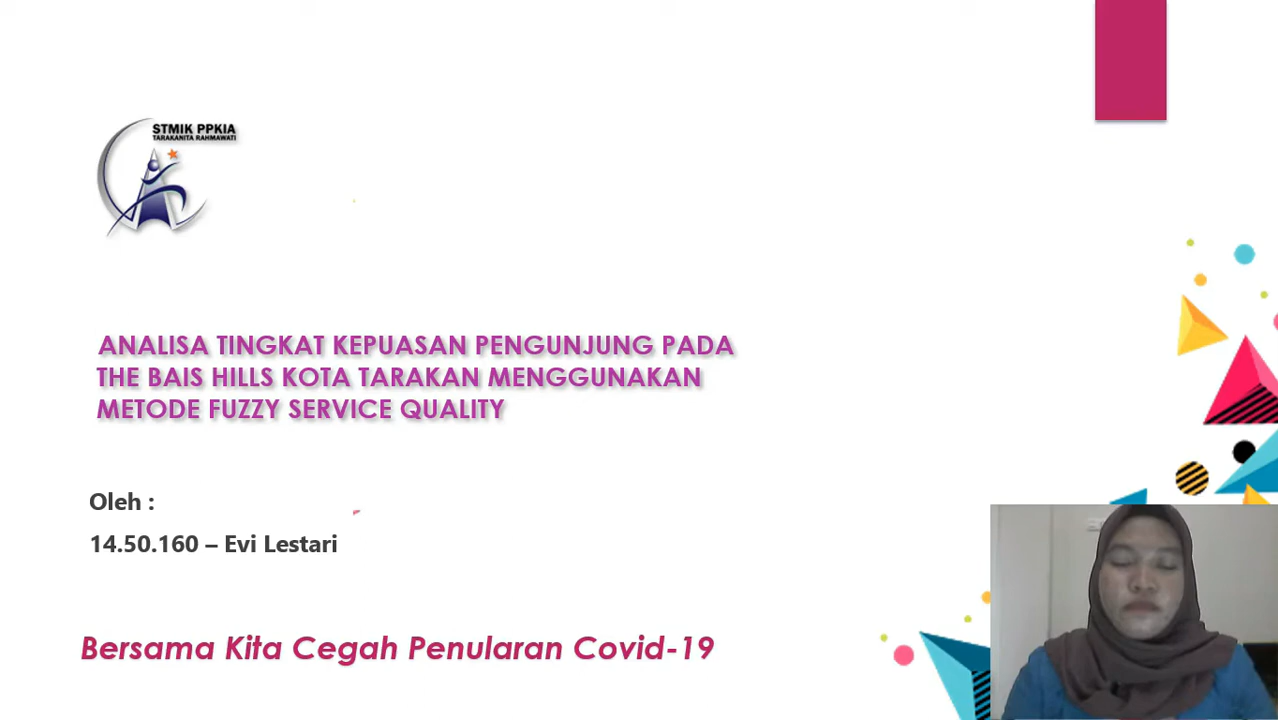 STMIK PPKIA
TARAKANITA RAHMAWATI
ANALISA TINGKAT KEPUASAN PENGUNJUNG PADA
THE BAIS HILLS KOTA TARAKAN MENGGUNAKAN
METODE FUZZY SERVICE QUALITY
Oleh :
14.50.160 – Evi Lestari
Bersama Kita Cegah Penularan Covid-19